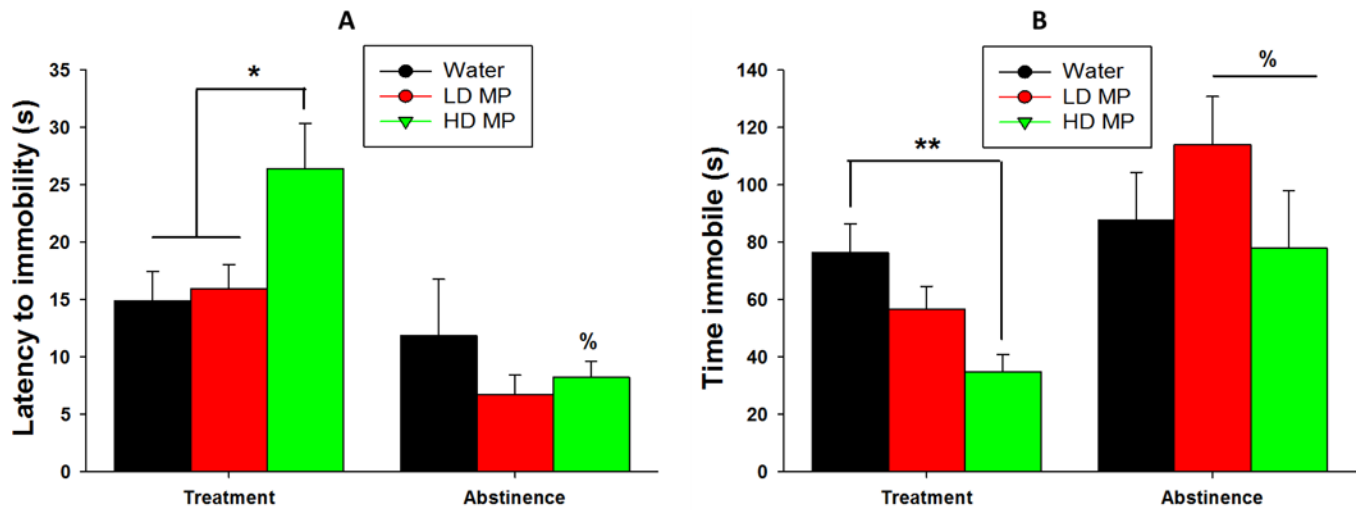 A
Water
LD MP
HD MP
Latency to immobility (s)
35
30
25
20
15
10
5
0
*
%
Treatment Abstinence
B
Water
LD MP
HD MP
Time immobile (s)
140
120
100
80
60
40
20
0
**
%
Treatment Abstinence